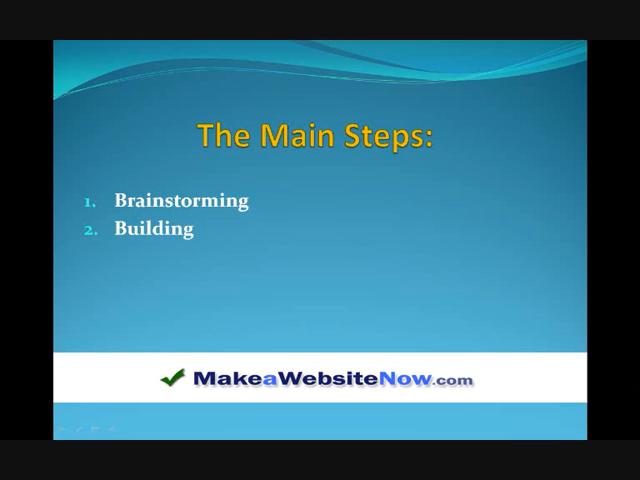 The Main Steps:
1. Brainstorming
2. Building
MakeaWebsiteNow.com